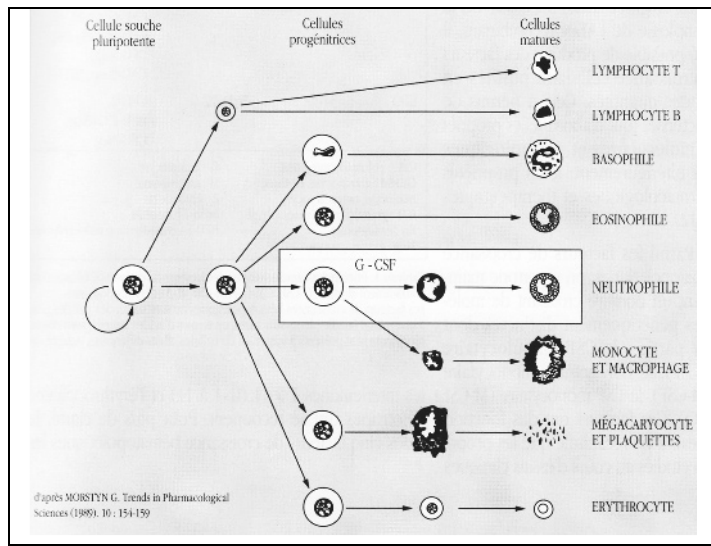 Cellule souche
pluripotente
Cellules
progénitrices
Cellules
matures
LYMPHOCYTE T
LYMPHOCYTE B
BASOPHILE
EOSINOPHILE
G - CSF
NEUTROPHILE
MONOCYTE
ET MACROPHAGE
MÉGACARYOCYTE
ET PLAQUETTES
ERYTHROCYTE
d'après MORSTYN G. Trends in Pharmacological
Sciences (1989). 10 : 154-159